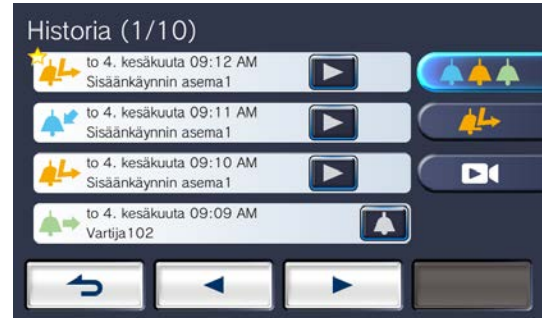 Historia (1/10)
to 4. kesäkuuta 09:12 AM
Sisäänkäynnin asema1
to 4. kesäkuuta 09:11 AM
Sisäänkäynnin asema1
to 4. kesäkuuta 09:10 AM
Sisäänkäynnin asema1
to 4. kesäkuuta 09:09 AM
Vartija102